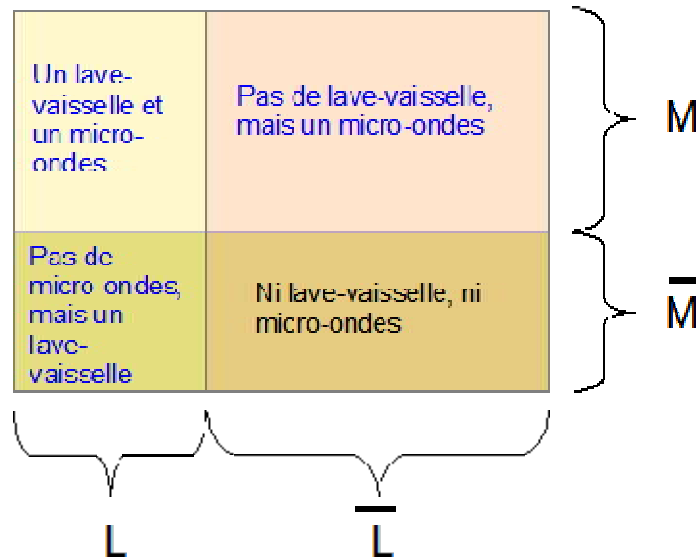 Un lave-
vaisselle et
un micro-
ondes
Pas de lave-vaisselle,
mais un micro-ondes
M
Pas de
micro-ondes,
mais un
lave-
vaisselle
Ni lave-vaisselle, ni
micro-ondes
M̅
L
L̅